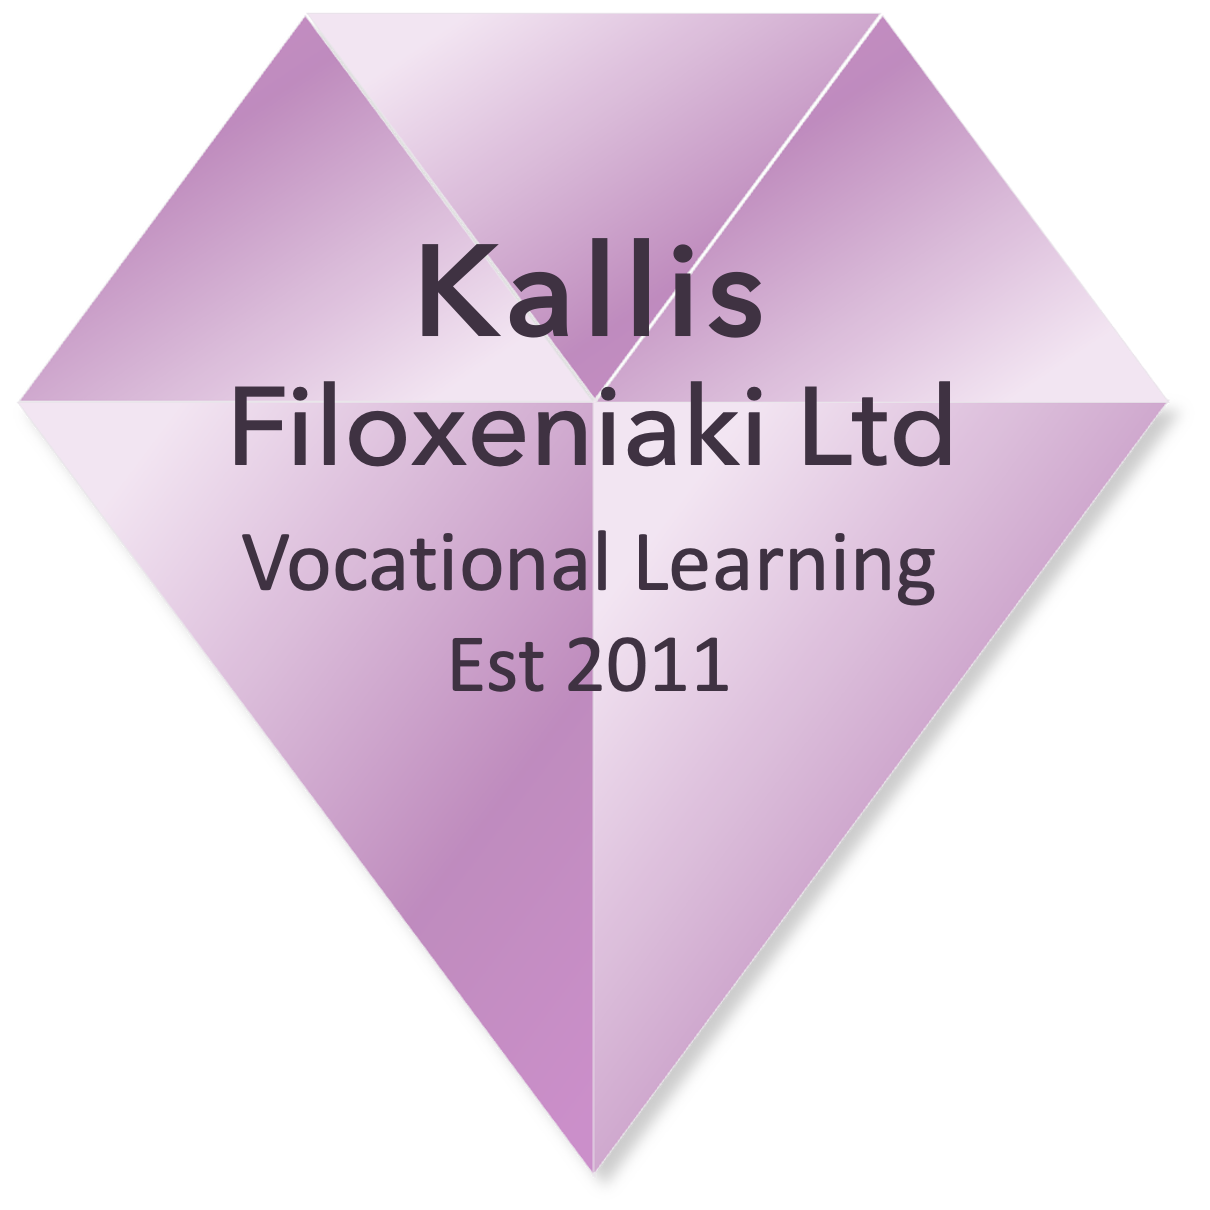 Kallis
Filoxeniaki Ltd
Vocational Learning
Est 2011